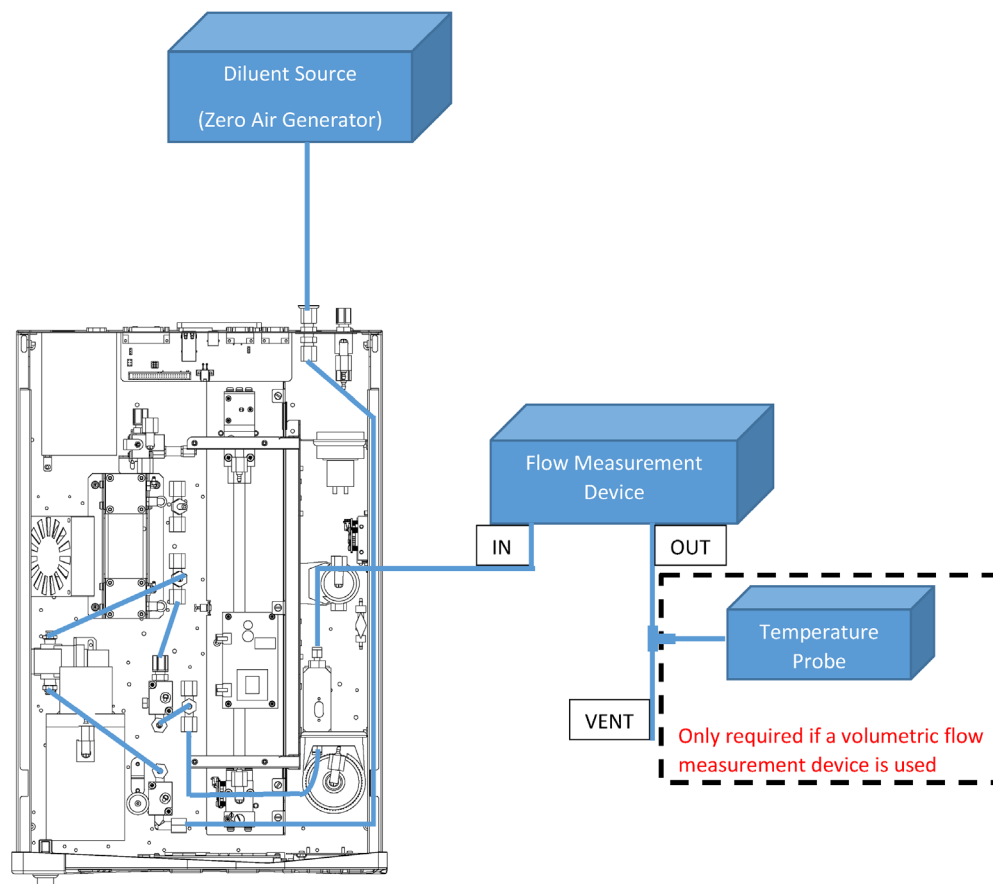 Diluent Source
(Zero Air Generator)
Flow Measurement
Device
IN
OUT
Temperature
Probe
VENT
Only required if a volumetric flow
measurement device is used